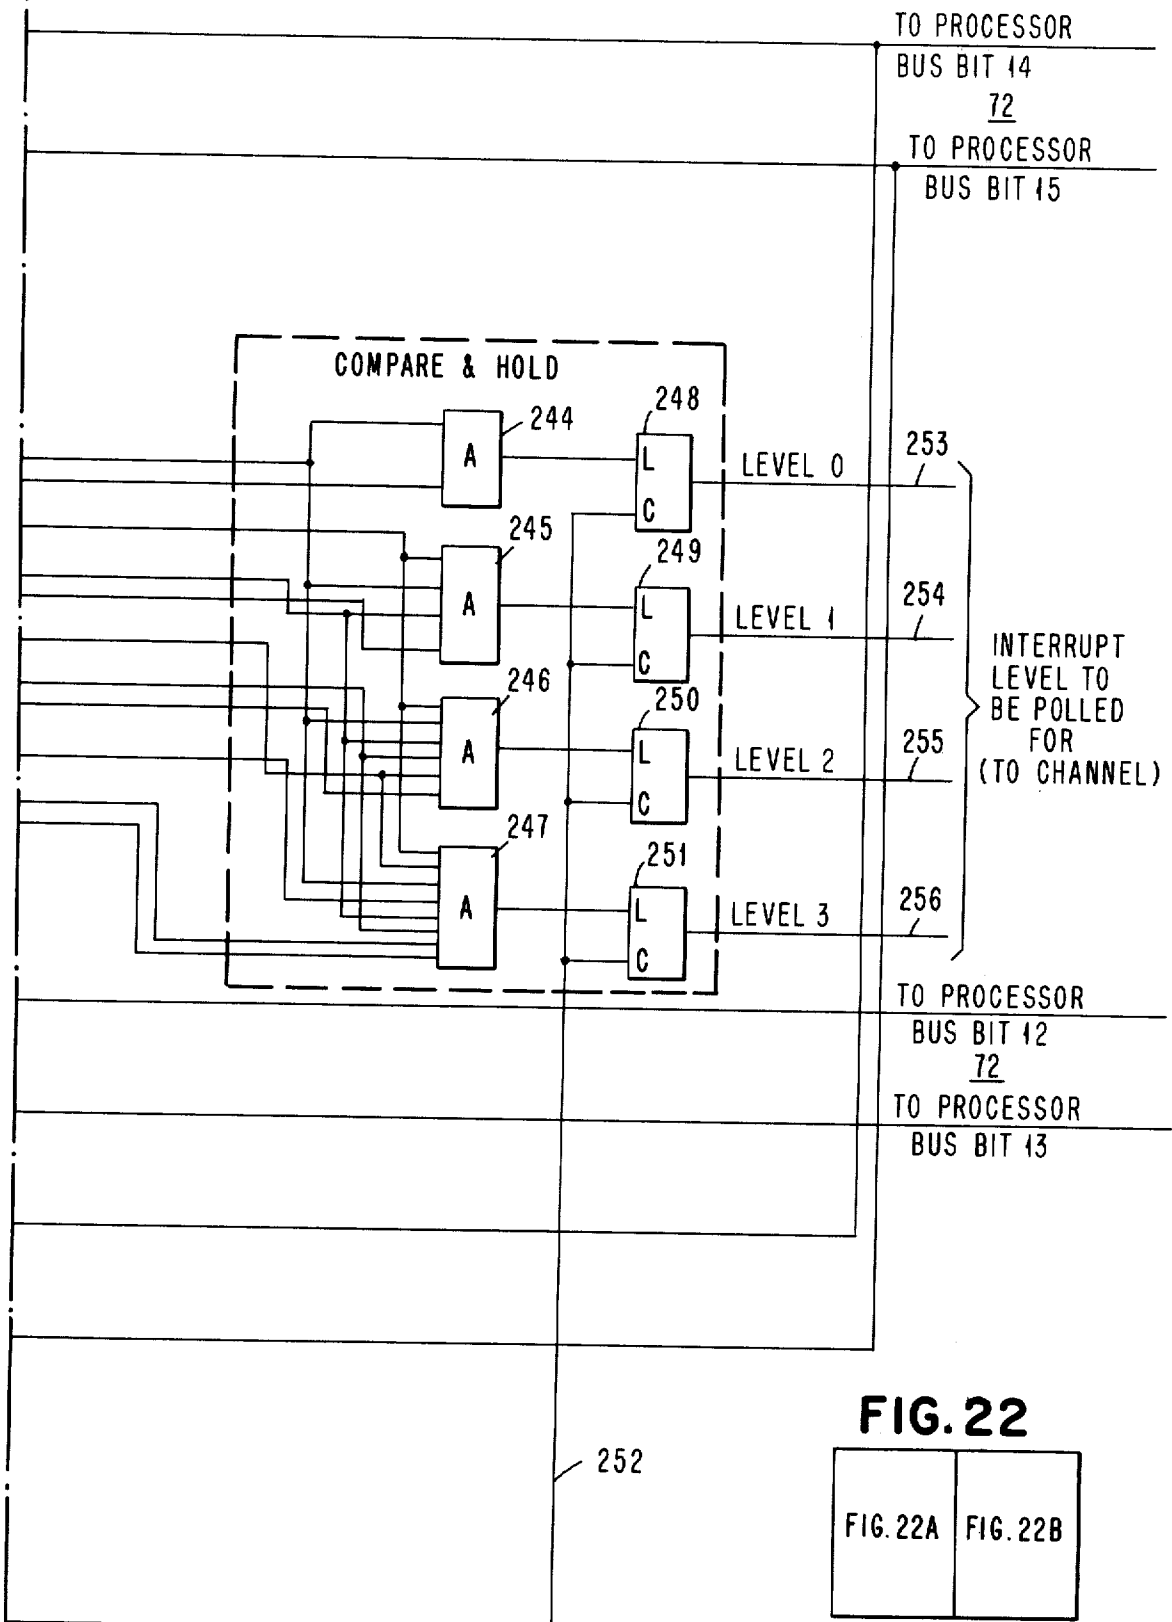 TO PROCESSOR
BUS BIT 14
72
TO PROCESSOR
BUS BIT 15
COMPARE & HOLD
A
244
248
L
C
LEVEL 0
253
A
245
249
L
C
LEVEL 1
254
INTERRUPT
LEVEL TO
BE POLLED
FOR
(TO CHANNEL)
A
246
250
L
C
LEVEL 2
255
A
247
251
L
C
LEVEL 3
256
TO PROCESSOR
BUS BIT 12
72
TO PROCESSOR
BUS BIT 13
252
FIG. 22
FIG. 22A
FIG. 22B